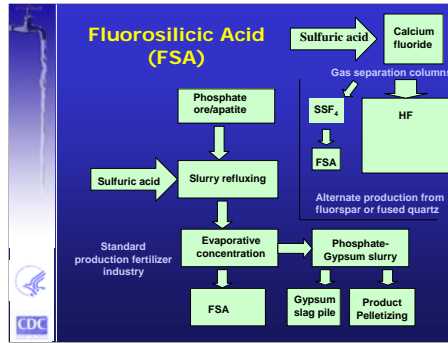 Fluorosilicic Acid
(FSA)
Sulfuric acid
Calcium
fluoride
Gas separation columns
SSF4
HF
FSA
Alternate production from
fluorspar or fused quartz
Phosphate
ore/apatite
Sulfuric acid
Slurry refluxing
Standard
production fertilizer
industry
Evaporative
concentration
Phosphate-
Gypsum slurry
FSA
Gypsum
slag pile
Product
Pelletizing
CDC